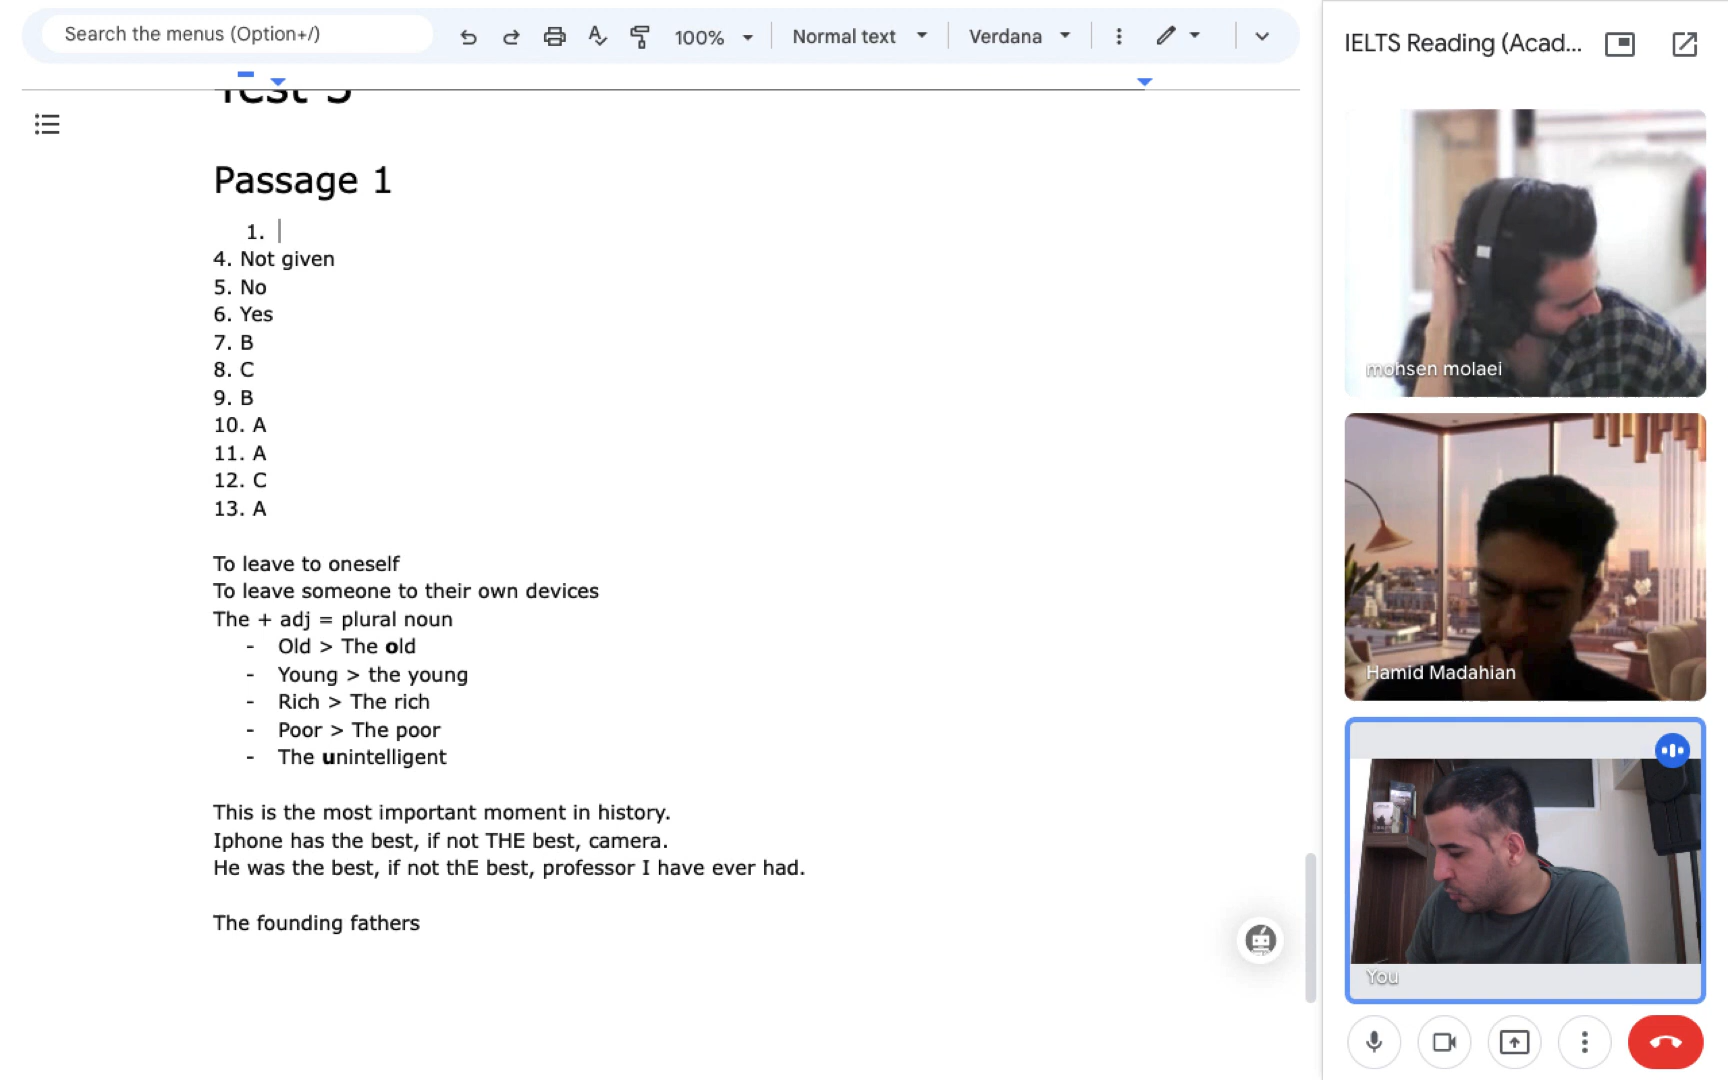 Search the menus (Option+/)
100%
Normal text
Verdana
IELTS Reading (Acad...
Test 3
Passage 1
1.
4. Not given
5. No
6. Yes
7. B
8. C
9. B
10. A
11. A
12. C
13. A
To leave to oneself
To leave someone to their own devices
The + adj = plural noun
- Old > The old
- Young > the young
- Rich > The rich
- Poor > The poor
- The unintelligent
This is the most important moment in history.
Iphone has the best, if not THE best, camera.
He was the best, if not thE best, professor I have ever had.
The founding fathers
mohsen molaei
Hamid Madahian
You